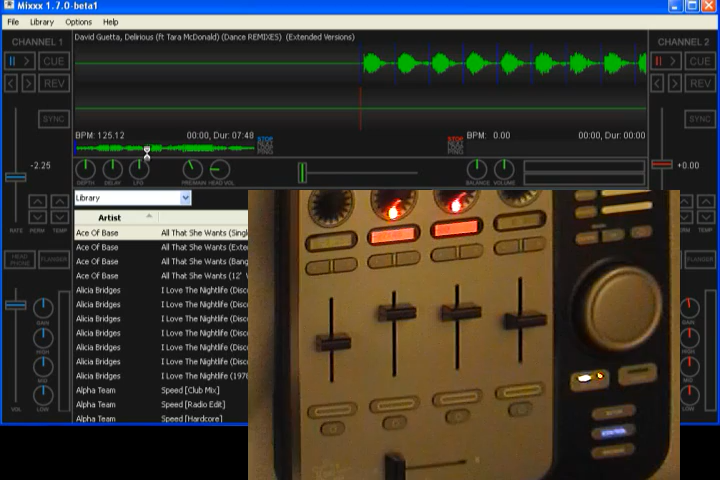 Mixxx 1.7.0-beta1
File Library Options Help
CHANNEL 1
David Guetta, Delirious (ft Tara McDonald) (Dance REMIXES) (Extended Versions)
CHANNEL 2
CUE
CUE
REV
REV
SYNC
SYNC
BPM: 125.12 00:00, Dur: 07:48
BPM: 0.00 00:00, Dur: 00:00
-2.25
+0.00
DEPTH DELAY LFO PREMAIN HEAD VOL BALANCE VOLUME
Library
RATE PERM TEMP
PERM TEMP
Artist
Ace Of Base All That She Wants (Singl
Ace Of Base All That She Wants (Exte
Ace Of Base All That She Wants (Bang
Ace Of Base All That She Wants (12'
Alicia Bridges I Love The Nightlife (Disc
Alicia Bridges I Love The Nightlife (Disc
Alicia Bridges I Love The Nightlife (Disc
Alicia Bridges I Love The Nightlife (Disc
Alicia Bridges I Love The Nightlife (Disc
Alicia Bridges I Love The Nightlife (Disc
Alicia Bridges I Love The Nightlife (1978
Alpha Team Speed [Club Mix]
Alpha Team Speed [Radio Edit]
Alpha Team Speed [Hardcore]
HEAD PHONE
FLANGER
FLANGER
GAIN
GAIN
HIGH
HIGH
MID
MID
VOL LOW
LOW